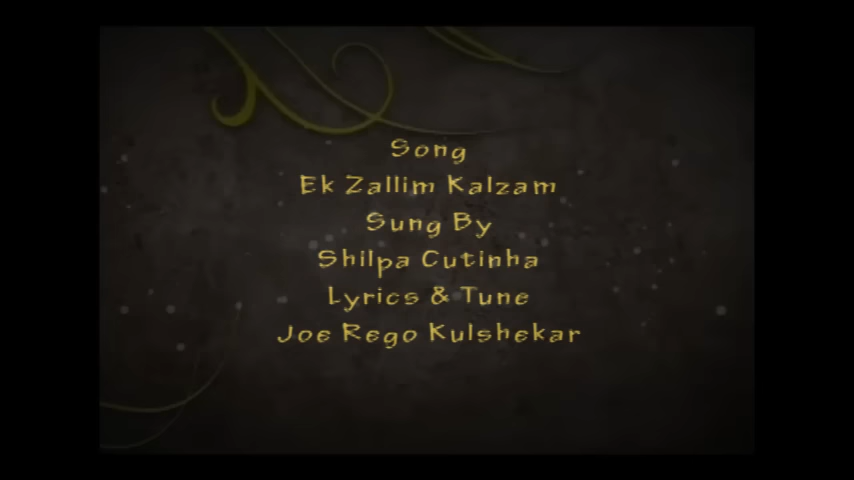 Song
Ek Zallim Kalzam
Sung By
Shilpa Cutinha
Lyrics & Tune
Joe Rego Kulshekar